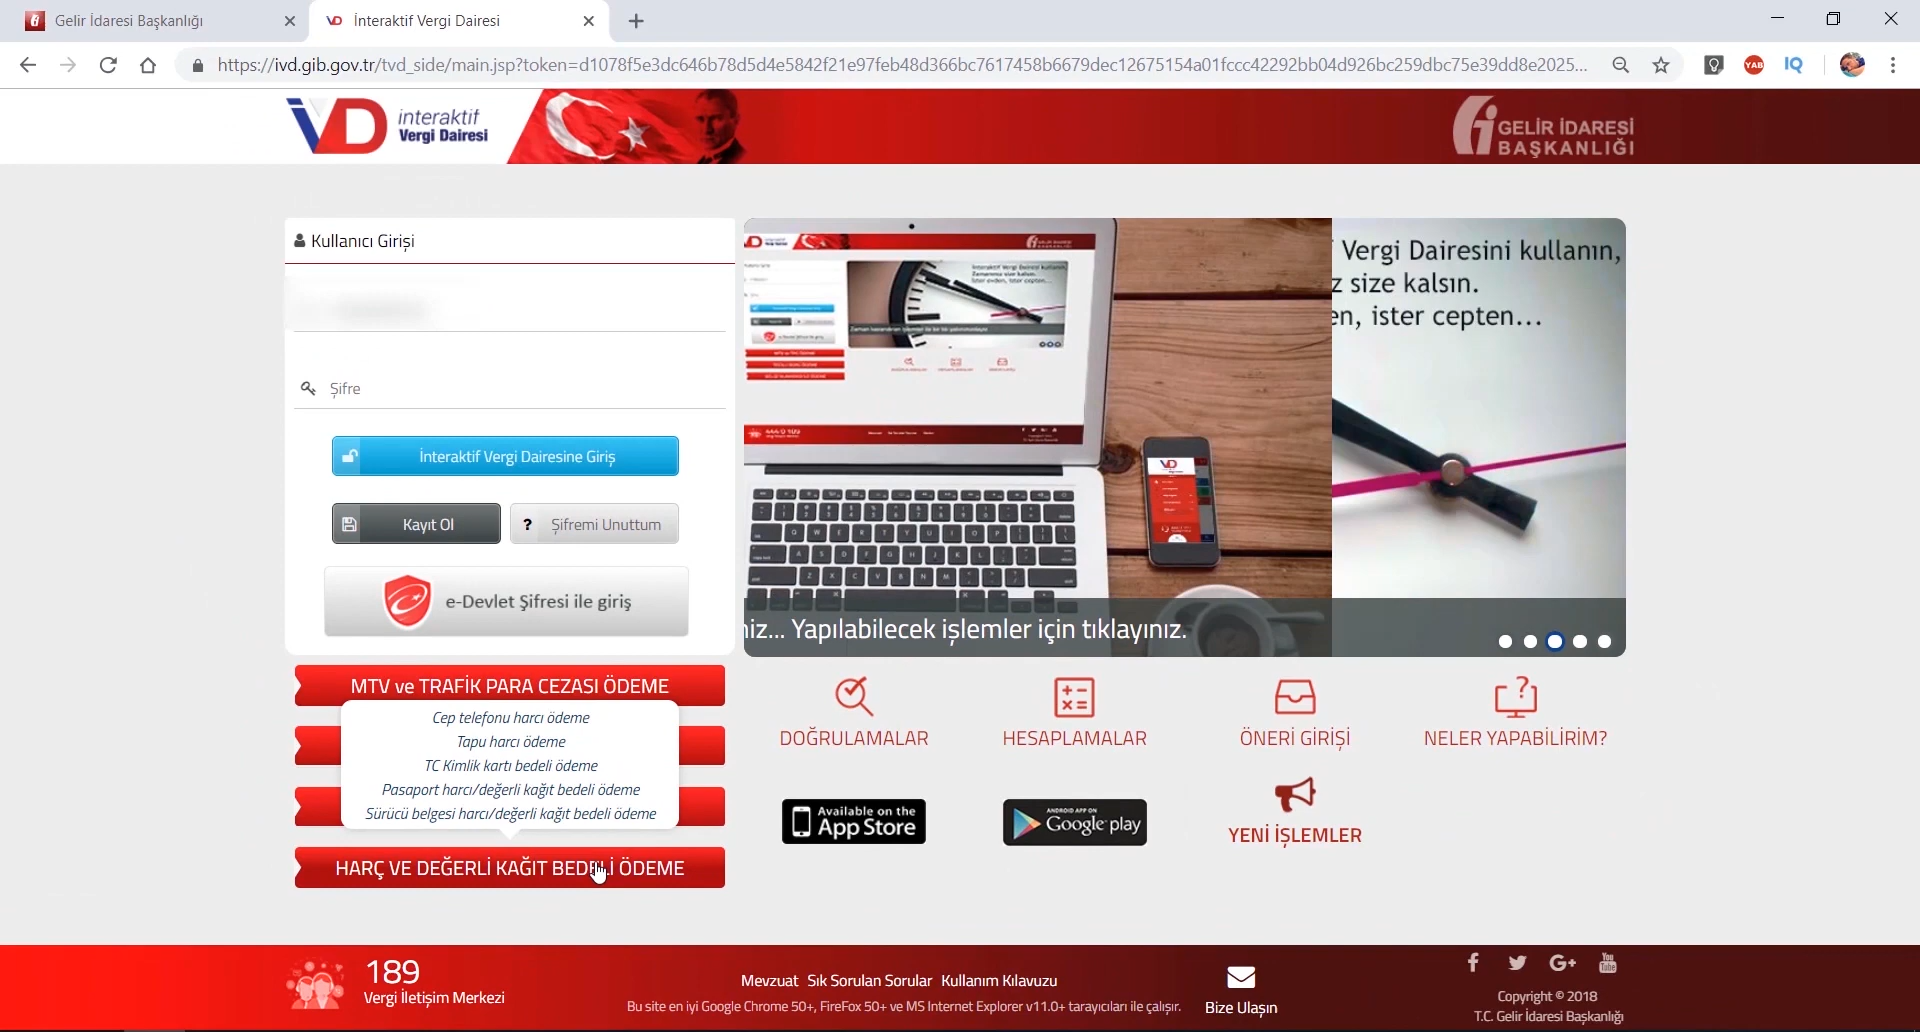 Gelir İdaresi Başkanlığı
İnteraktif Vergi Dairesi
https://ivd.gib.gov.tr/tvd_side/main.jsp?token=d1078f5e3dc646b78d5d4e5842f21e97feb48d366bc7617458b6679dec12675154a01fccc42292bb04d926bc259dbc75e39dd8e2025...
YAB
IQ
VD interaktif
Vergi Dairesi
GELİR İDARESİ
BAŞKANLIĞI
Kullanıcı Girişi
Şifre
İnteraktif Vergi Dairesine Giriş
Kayıt Ol
? Şifremi Unuttum
e-Devlet Şifresi ile giriş
Vergi Dairesini kullanın,
z size kalsın.
en, ister cepten...
niz... Yapılabilecek işlemler için tıklayınız.
MTV ve TRAFİK PARA CEZASI ÖDEME
Cep telefonu harcı ödeme
Tapu harcı ödeme
TC Kimlik kartı bedeli ödeme
Pasaport harcı/değerli kağıt bedeli ödeme
Sürücü belgesi harcı/değerli kağıt bedeli ödeme
HARÇ VE DEĞERLİ KAĞIT BEDELİ ÖDEME
DOĞRULAMALAR
HESAPLAMALAR
ÖNERİ GİRİŞİ
NELER YAPABİLİRİM?
Available on the
App Store
ANDROID APP ON
Google play
YENİ İŞLEMLER
189
Vergi İletişim Merkezi
Mevzuat Sık Sorulan Sorular Kullanım Kılavuzu
Bu site en iyi Google Chrome 50+, FireFox 50+ ve MS Internet Explorer v11.0+ tarayıcıları ile çalışır.
Bize Ulaşın
You
Tube
Copyright © 2018
T.C. Gelir İdaresi Başkanlığı